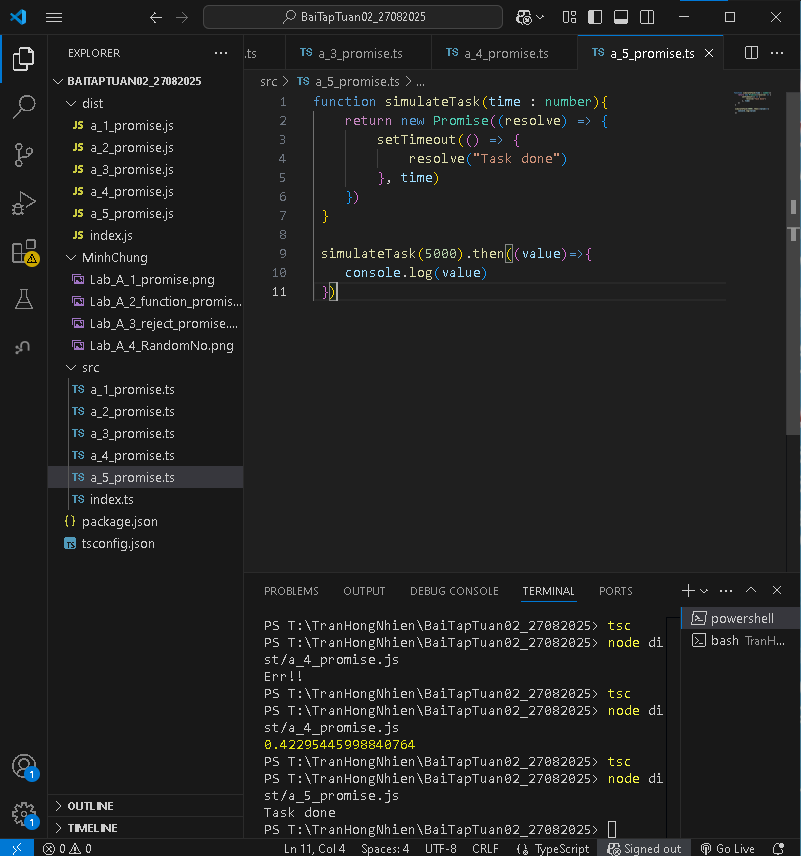 BaiTapTuan02_27082025
EXPLORER
BAITAPTUAN02_27082025
dist
JS a_1_promise.js
JS a_2_promise.js
JS a_3_promise.js
JS a_4_promise.js
JS a_5_promise.js
JS index.js
MinhChung
Lab_A_1_promise.png
Lab_A_2_function_promis...
Lab_A_3_reject_promise....
Lab_A_4_RandomNo.png
src
TS a_1_promise.ts
TS a_2_promise.ts
TS a_3_promise.ts
TS a_4_promise.ts
TS a_5_promise.ts
TS index.ts
{} package.json
TS tsconfig.json
OUTLINE
TIMELINE
.ts TS a_3_promise.ts TS a_4_promise.ts TS a_5_promise.ts
src > TS a_5_promise.ts > ...
1 function simulateTask(time : number){
2 return new Promise((resolve) => {
3 setTimeout(() => {
4 resolve("Task done")
5 }, time)
6 })
7 }
8
9 simulateTask(5000).then((value)=>{
10 console.log(value)
11 })
PROBLEMS OUTPUT DEBUG CONSOLE TERMINAL PORTS
PS T:\TranHongNhien\BaiTapTuan02_27082025> tsc
PS T:\TranHongNhien\BaiTapTuan02_27082025> node di
st/a_4_promise.js
Err!!
PS T:\TranHongNhien\BaiTapTuan02_27082025> tsc
PS T:\TranHongNhien\BaiTapTuan02_27082025> node di
st/a_4_promise.js
0.42295445998840764
PS T:\TranHongNhien\BaiTapTuan02_27082025> tsc
PS T:\TranHongNhien\BaiTapTuan02_27082025> node di
st/a_5_promise.js
Task done
PS T:\TranHongNhien\BaiTapTuan02_27082025>
powershell
bash TranH...
1
1
0 0 Ln 11, Col 4 Spaces: 4 UTF-8 CRLF {} TypeScript Signed out Go Live